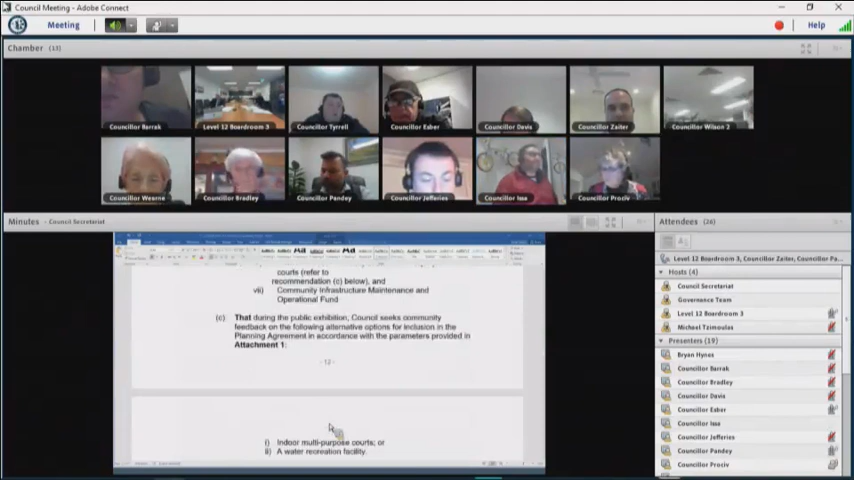 Council Meeting - Adobe Connect
Meeting
Help
Chamber (13)
Councillor Barrak
Level 12 Boardroom 3
Councillor Tyrrell
Councillor Esber
Councillor Davis
Councillor Zaiter
Councillor Wilson 2
Councillor Wearne
Councillor Bradley
Councillor Pandey
Councillor Jefferies
Councillor Issa
Councillor Prociv
Minutes - Council Secretariat
courts (refer to
recommendation (c) below), and
vii) Community Infrastructure Maintenance and
Operational Fund
(c) That during the public exhibition, Council seeks community
feedback on the following alternative options for inclusion in the
Planning Agreement in accordance with the parameters provided in
Attachment 1:
- 12 -
i) Indoor multi-purpose courts; or
ii) A water recreation facility.
Attendees (26)
Level 12 Boardroom 3, Councillor Zaiter, Councillor Pa...
Hosts (4)
Council Secretariat
Governance Team
Level 12 Boardroom 3
Michael Tzimoulas
Presenters (19)
Bryan Hynes
Councillor Barrak
Councillor Bradley
Councillor Davis
Councillor Esber
Councillor Issa
Councillor Jefferies
Councillor Pandey
Councillor Prociv